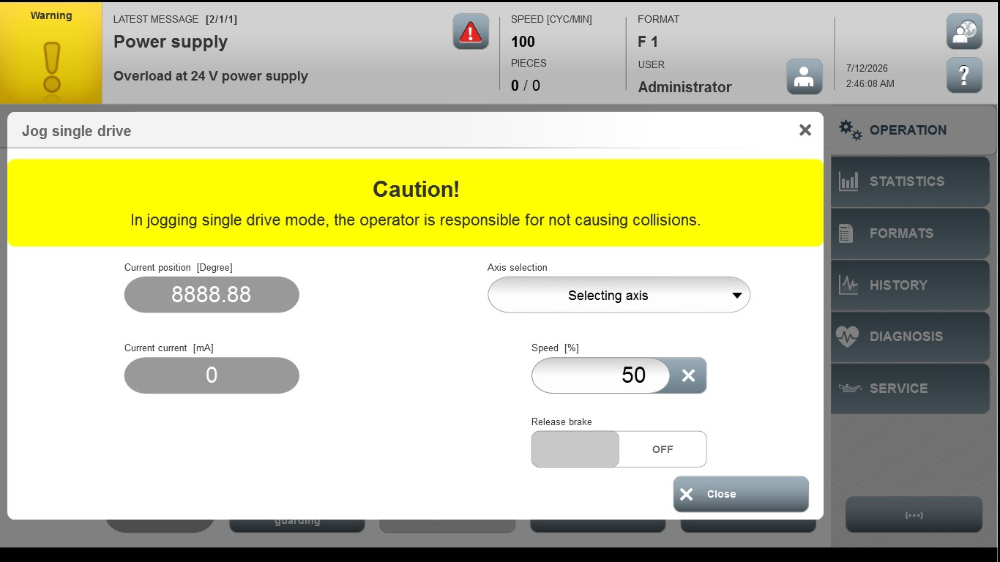 Warning
LATEST MESSAGE [2/1/1]
Power supply
Overload at 24 V power supply
SPEED [CYC/MIN]
100
PIECES
0 / 0
FORMAT
F 1
USER
Administrator
7/12/2026
2:46:08 AM
?
Jog single drive
Caution!
In jogging single drive mode, the operator is responsible for not causing collisions.
Current position [Degree]
8888.88
Axis selection
Selecting axis
Current current [mA]
0
Speed [%]
50
Release brake
OFF
Close
guarding
OPERATION
STATISTICS
FORMATS
HISTORY
DIAGNOSIS
SERVICE
(•••)